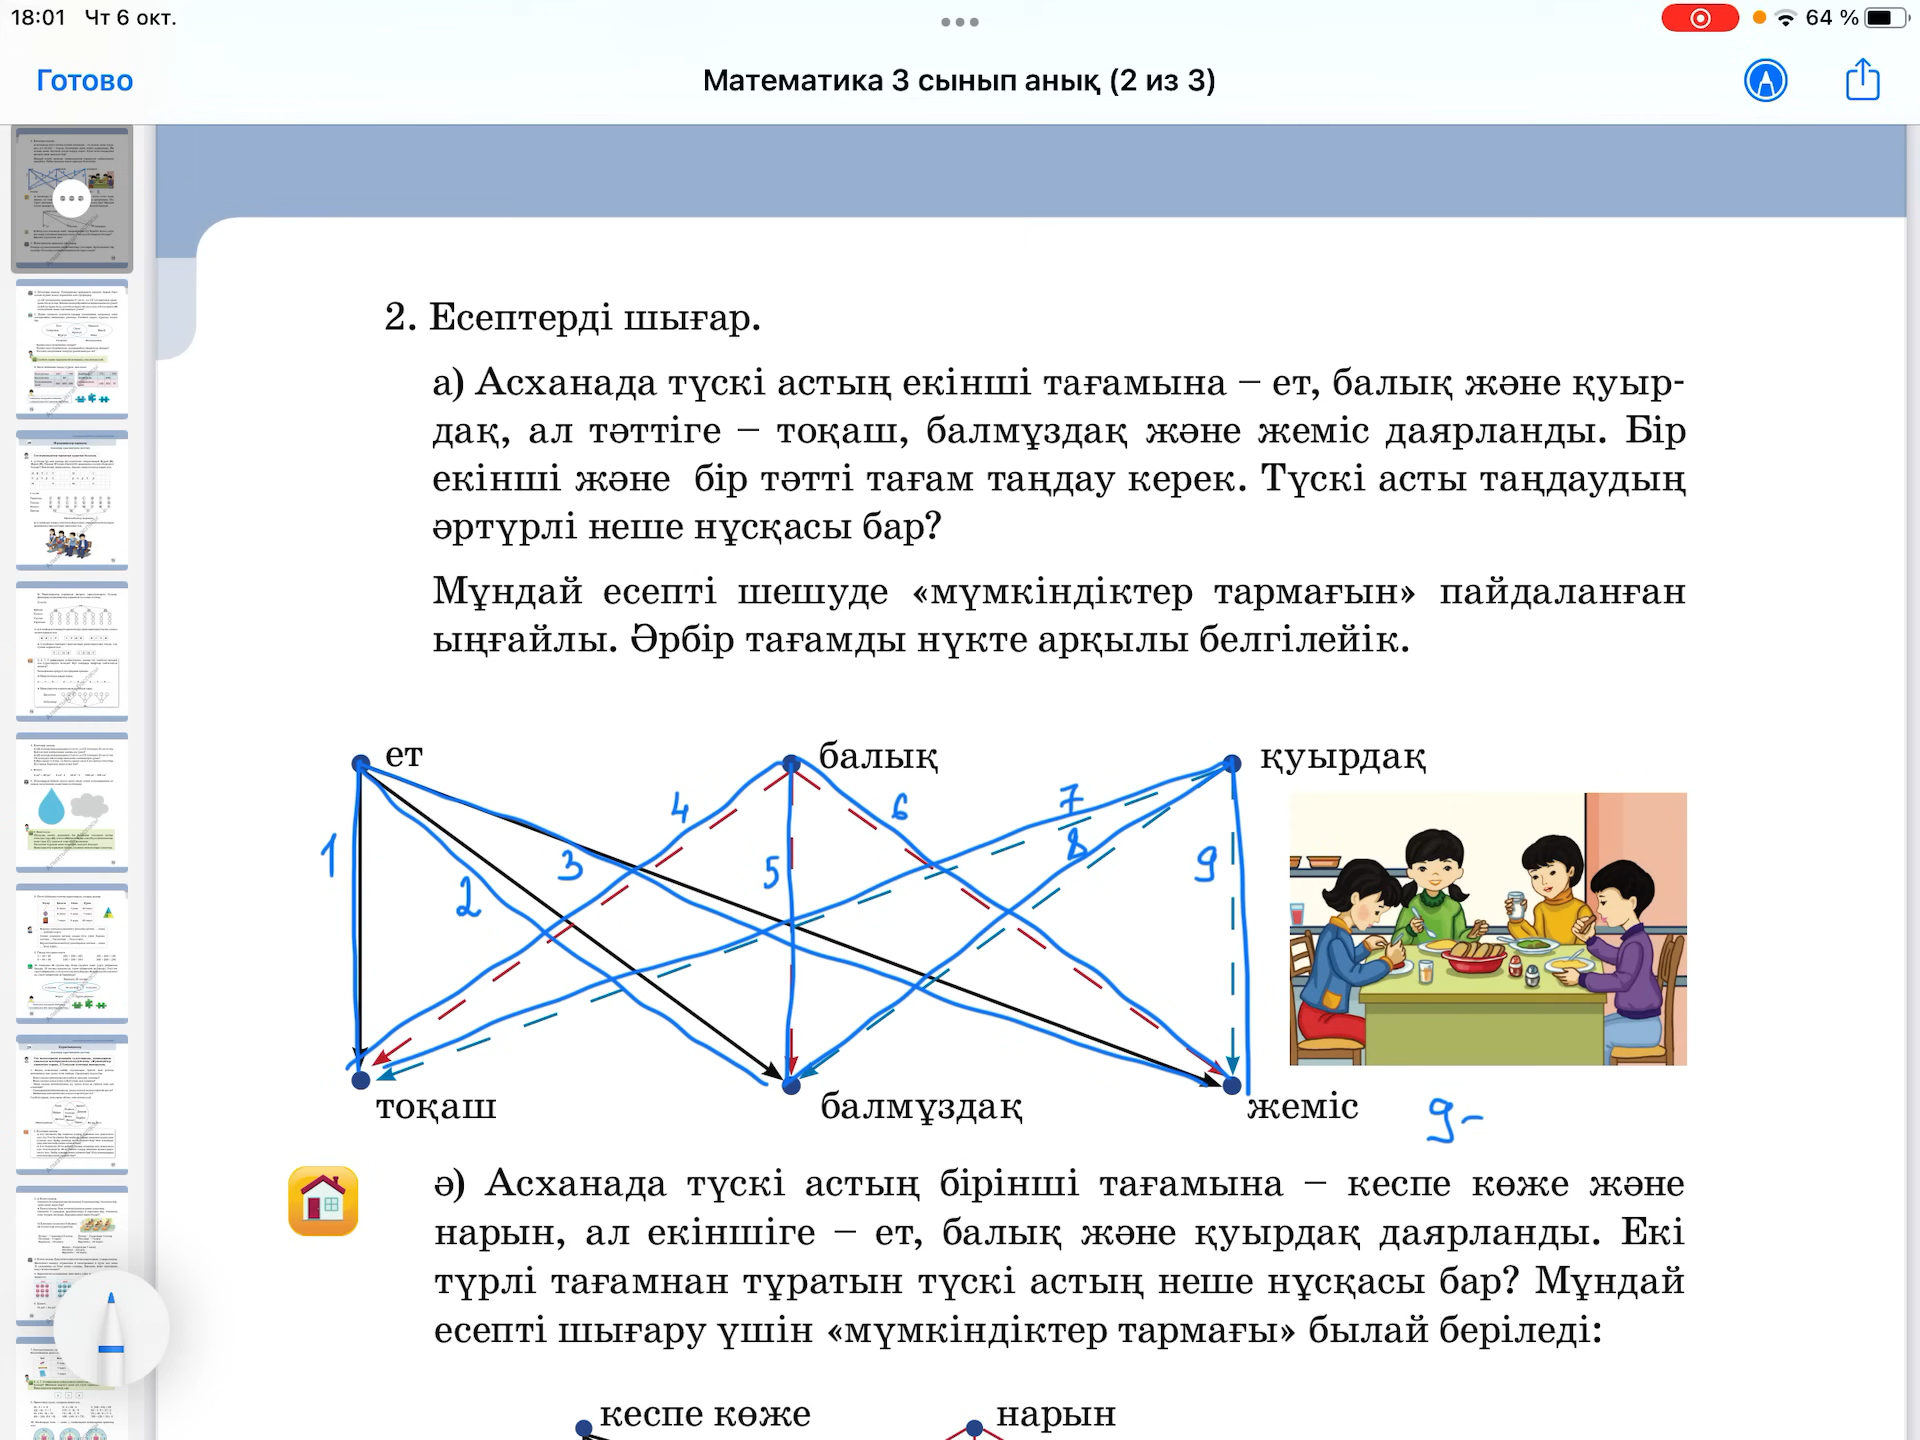 18:01 Чт 6 окт.
64 %
Готово
Математика 3 сынып анық (2 из 3)
2. Есептерді шығар.
а) Асханада түскі астың екінші тағамына – ет, балық және қуыр-
дақ, ал тәттіге – тоқаш, балмұздақ және жеміс даярланды. Бір
екінші және бір тәтті тағам таңдау керек. Түскі асты таңдаудың
әртүрлі неше нұсқасы бар?
Мұндай есепті шешуде «мүмкіндіктер тармағын» пайдаланған
ыңғайлы. Әрбір тағамды нүкте арқылы белгілейік.
ет балық қуырдақ
1 2 3 4 5 6 7 8 9
тоқаш балмұздақ жеміс
9-
ә) Асханада түскі астың бірінші тағамына – кеспе көже және
нарын, ал екіншіге – ет, балық және қуырдақ даярланды. Екі
түрлі тағамнан тұратын түскі астың неше нұсқасы бар? Мұндай
есепті шығару үшін «мүмкіндіктер тармағы» былай беріледі:
кеспе көже нарын